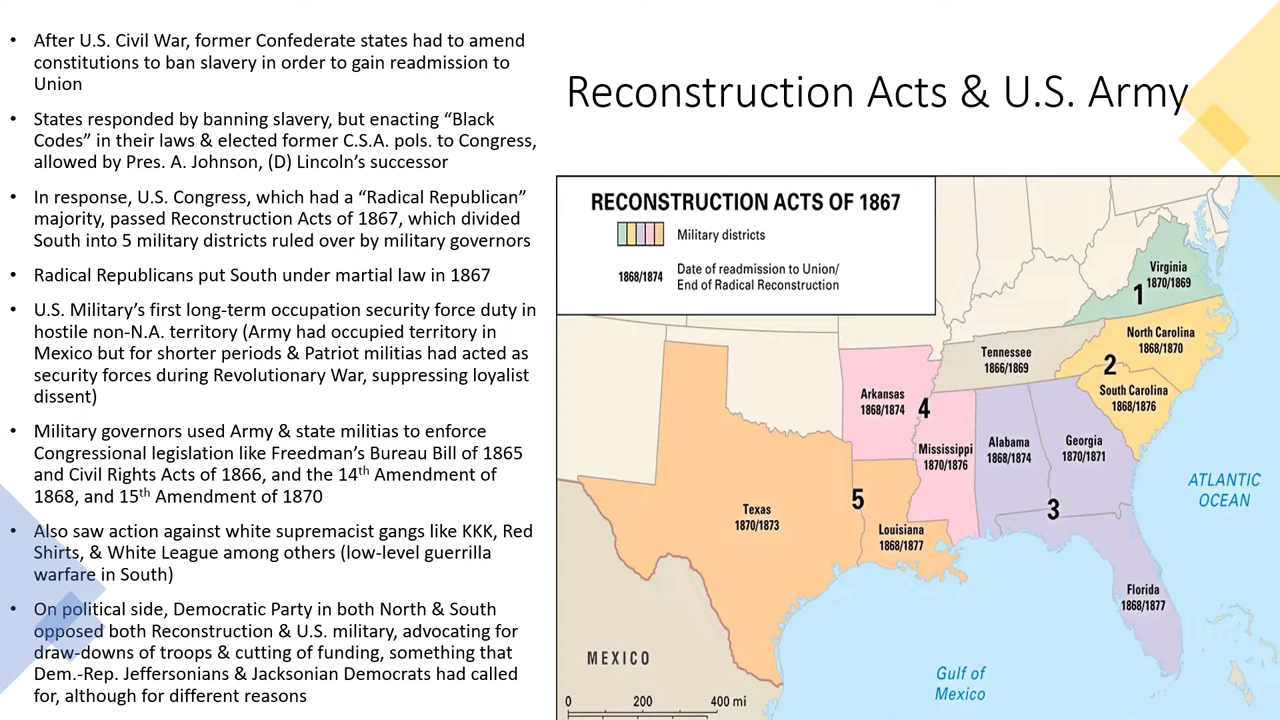 • After U.S. Civil War, former Confederate states had to amend
constitutions to ban slavery in order to gain readmission to
Union
• States responded by banning slavery, but enacting “Black
Codes” in their laws & elected former C.S.A. pols. to Congress,
allowed by Pres. A. Johnson, (D) Lincoln’s successor
• In response, U.S. Congress, which had a “Radical Republican”
majority, passed Reconstruction Acts of 1867, which divided
South into 5 military districts ruled over by military governors
• Radical Republicans put South under martial law in 1867
• U.S. Military’s first long-term occupation security force duty in
hostile non-N.A. territory (Army had occupied territory in
Mexico but for shorter periods & Patriot militias had acted as
security forces during Revolutionary War, suppressing loyalist
dissent)
• Military governors used Army & state militias to enforce
Congressional legislation like Freedman’s Bureau Bill of 1865
and Civil Rights Acts of 1866, and the 14th Amendment of
1868, and 15th Amendment of 1870
• Also saw action against white supremacist gangs like KKK, Red
Shirts, & White League among others (low-level guerrilla
warfare in South)
• On political side, Democratic Party in both North & South
opposed both Reconstruction & U.S. military, advocating for
draw-downs of troops & cutting of funding, something that
Dem.-Rep. Jeffersonians & Jacksonian Democrats had called
for, although for different reasons
Reconstruction Acts & U.S. Army
RECONSTRUCTION ACTS OF 1867
Military districts
1868/1874 Date of readmission to Union/
End of Radical Reconstruction
Virginia
1870/1869
1
North Carolina
1868/1870
2
South Carolina
1868/1876
Tennessee
1866/1869
Arkansas
1868/1874
4
Mississippi
1870/1876
Alabama
1868/1874
Georgia
1870/1871
3
Florida
1868/1877
Texas
1870/1873
5
Louisiana
1868/1877
ATLANTIC
OCEAN
MEXICO
Gulf of
Mexico
0 200 400 mi